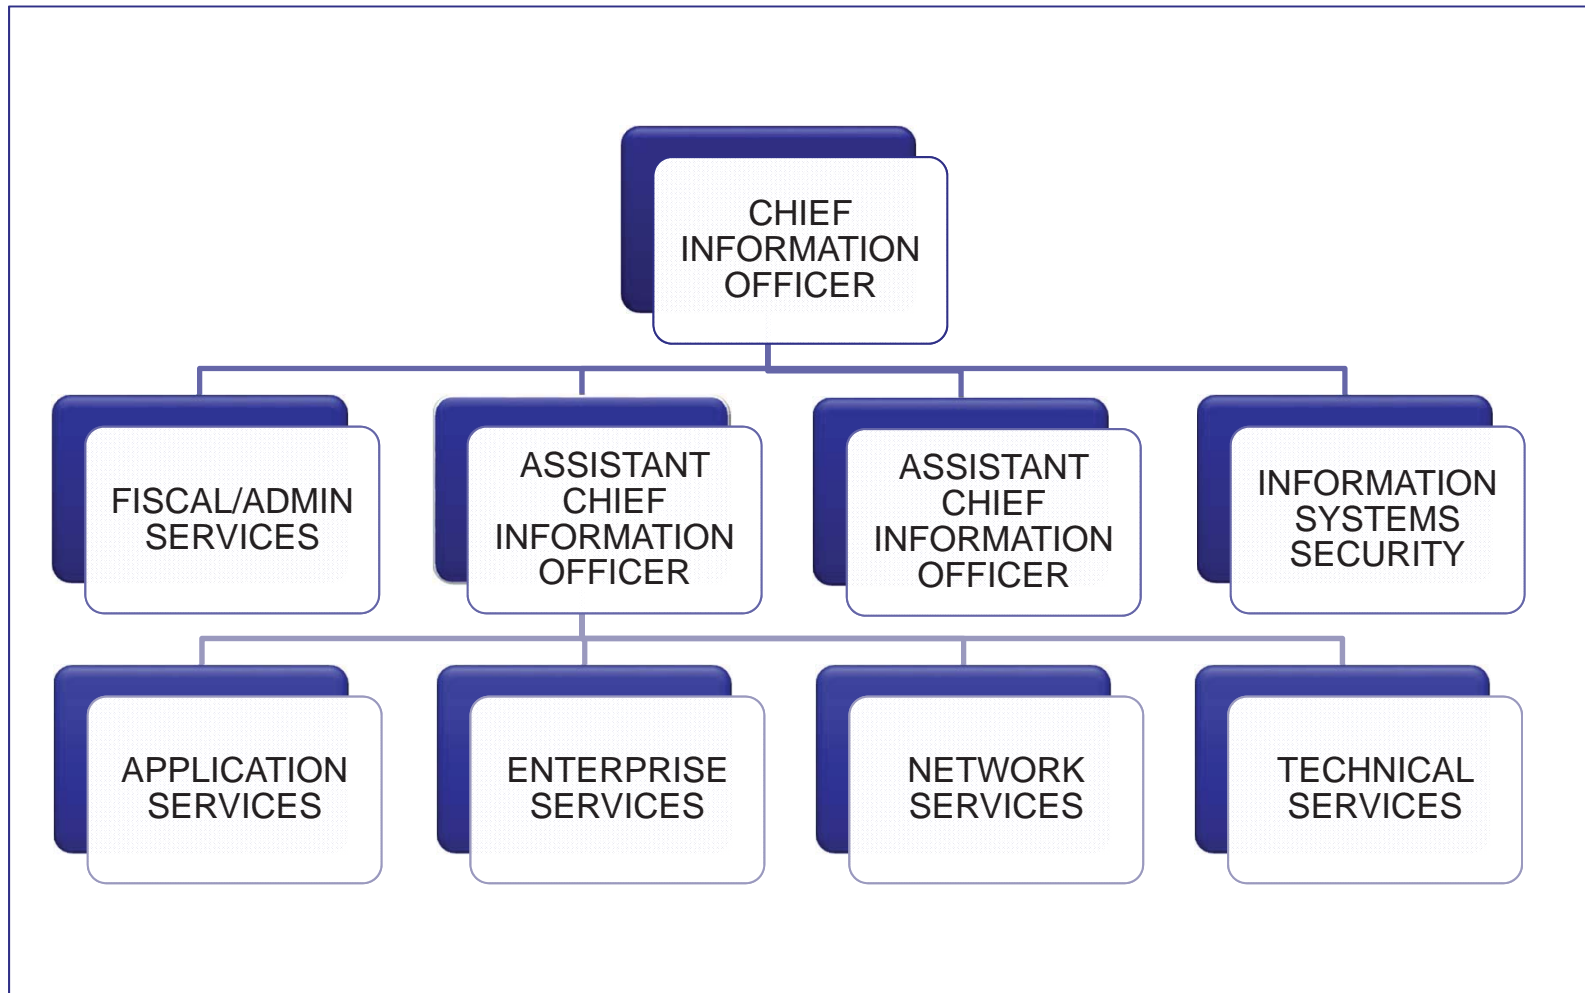 CHIEF
INFORMATION
OFFICER
FISCAL/ADMIN
SERVICES
ASSISTANT
CHIEF
INFORMATION
OFFICER
ASSISTANT
CHIEF
INFORMATION
OFFICER
INFORMATION
SYSTEMS
SECURITY
APPLICATION
SERVICES
ENTERPRISE
SERVICES
NETWORK
SERVICES
TECHNICAL
SERVICES